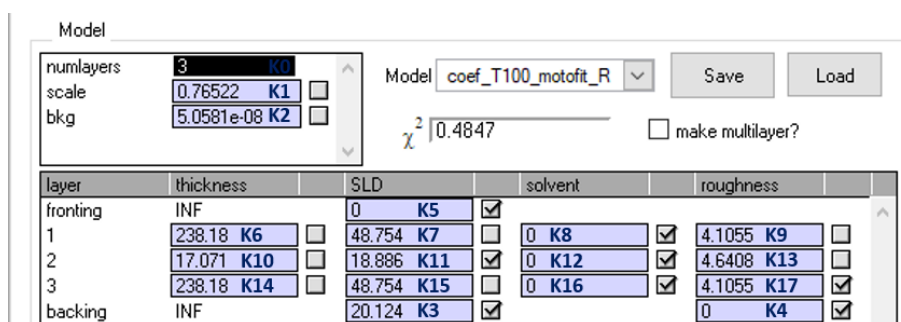 Model
numlayers 3 K0
scale 0.76522 K1
bkg 5.0581e-08 K2
Model coef_T100_motofit_R Save Load
χ2 0.4847 make multilayer?
layer thickness SLD solvent roughness
fronting INF 0 K5
1 238.18 K6 48.754 K7 0 K8 4.1055 K9
2 17.071 K10 18.886 K11 0 K12 4.6408 K13
3 238.18 K14 48.754 K15 0 K16 4.1055 K17
backing INF 20.124 K3 0 K4